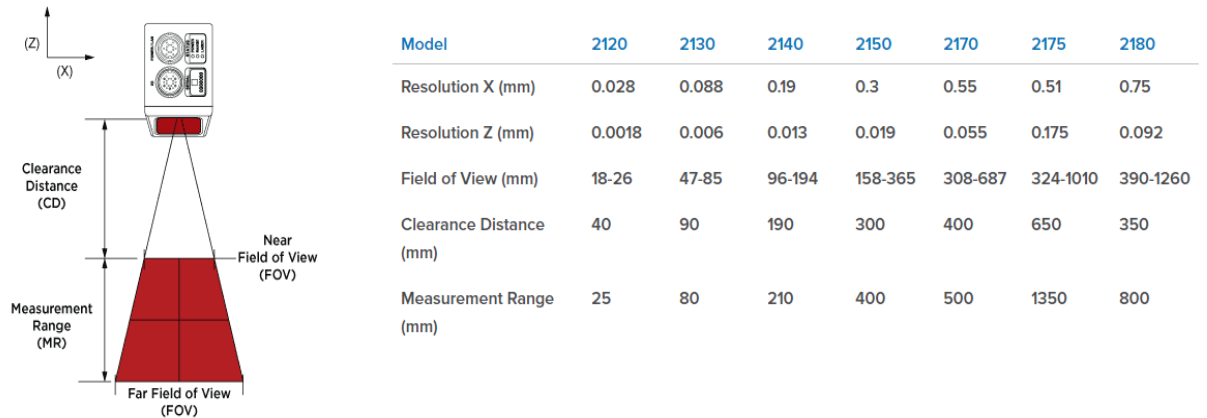 (Z)
(X)
Clearance
Distance
(CD)
Near
Field of View
(FOV)
Measurement
Range
(MR)
Far Field of View
(FOV)
Model 2120 2130 2140 2150 2170 2175 2180
Resolution X (mm) 0.028 0.088 0.19 0.3 0.55 0.51 0.75
Resolution Z (mm) 0.0018 0.006 0.013 0.019 0.055 0.175 0.092
Field of View (mm) 18-26 47-85 96-194 158-365 308-687 324-1010 390-1260
Clearance Distance 40 90 190 300 400 650 350
(mm)
Measurement Range 25 80 210 400 500 1350 800
(mm)